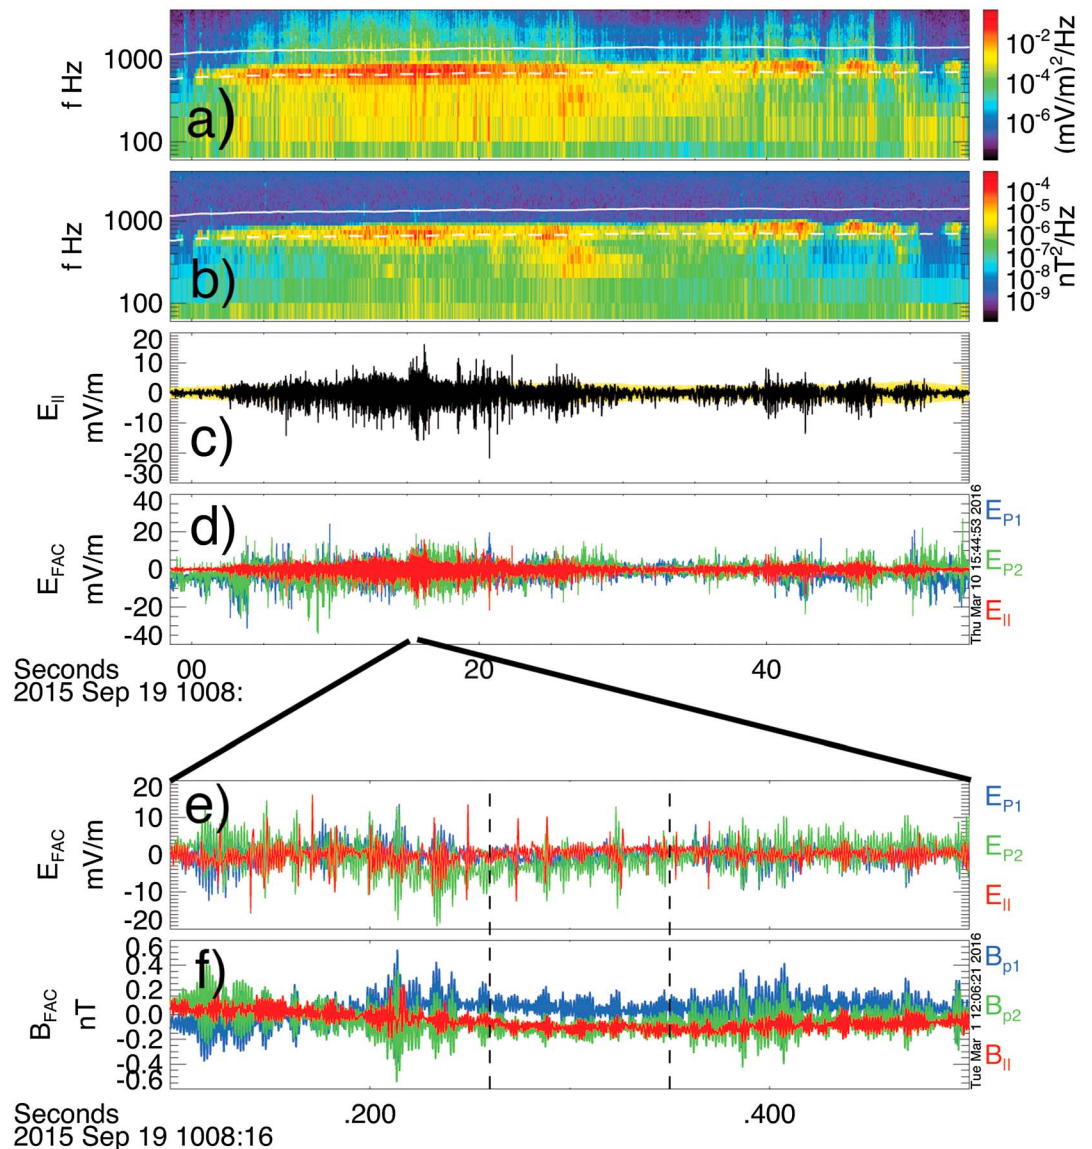 f Hz
1000
100
a)
10-2
10-4
10-6
(mV/m)2/Hz
f Hz
1000
100
b)
10-4
10-5
10-6
10-7
10-8
10-9
nT2/Hz
E||
mV/m
20
10
0
-10
-20
-30
c)
EFAC
mV/m
40
20
0
-20
-40
d)
EP1
EP2
E||
Thu Mar 10 15:44:53 2016
Seconds
00
20
40
2015 Sep 19 1008:
EFAC
mV/m
20
10
0
-10
-20
e)
EP1
EP2
E||
BFAC
nT
0.6
0.4
0.2
0.0
-0.2
-0.4
-0.6
f)
Bp1
Bp2
B||
Tue Mar 1 12:06:21 2016
Seconds
.200
.400
2015 Sep 19 1008:16